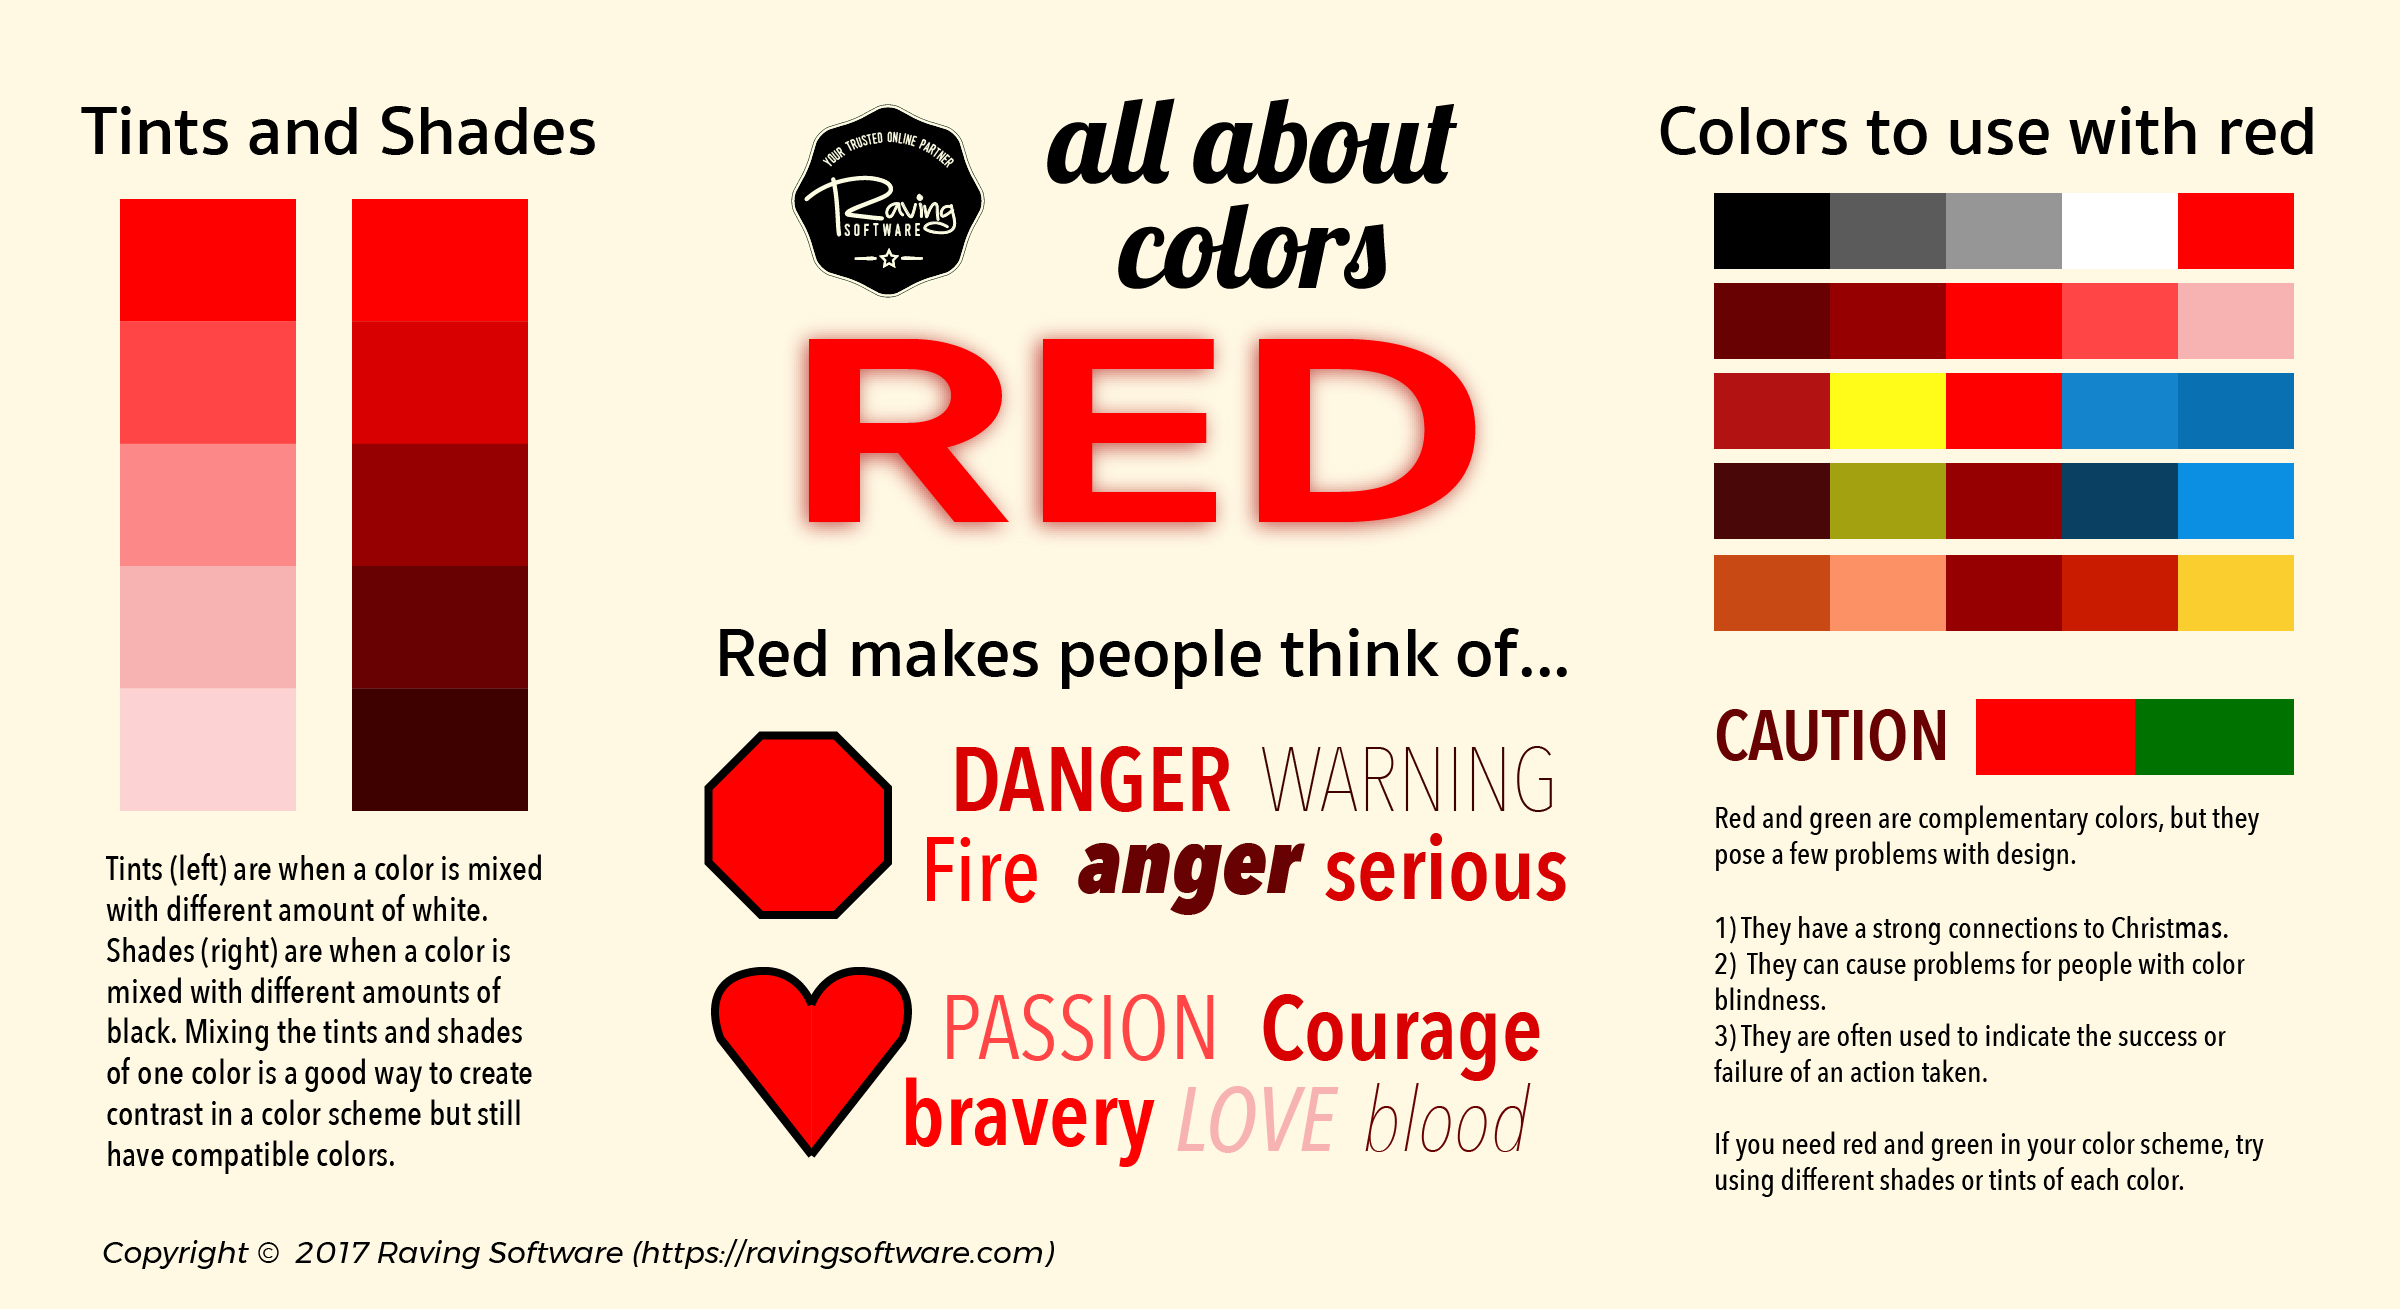 Tints and Shades
Tints (left) are when a color is mixed
with different amount of white.
Shades (right) are when a color is
mixed with different amounts of
black. Mixing the tints and shades
of one color is a good way to create
contrast in a color scheme but still
have compatible colors.
YOUR TRUSTED ONLINE PARTNER
Raving
SOFTWARE
all about
colors
RED
Red makes people think of...
DANGER WARNING
Fire anger serious
PASSION Courage
bravery LOVE blood
Colors to use with red
CAUTION
Red and green are complementary colors, but they
pose a few problems with design.
1) They have a strong connections to Christmas.
2) They can cause problems for people with color
blindness.
3) They are often used to indicate the success or
failure of an action taken.
If you need red and green in your color scheme, try
using different shades or tints of each color.
Copyright © 2017 Raving Software (https://ravingsoftware.com)